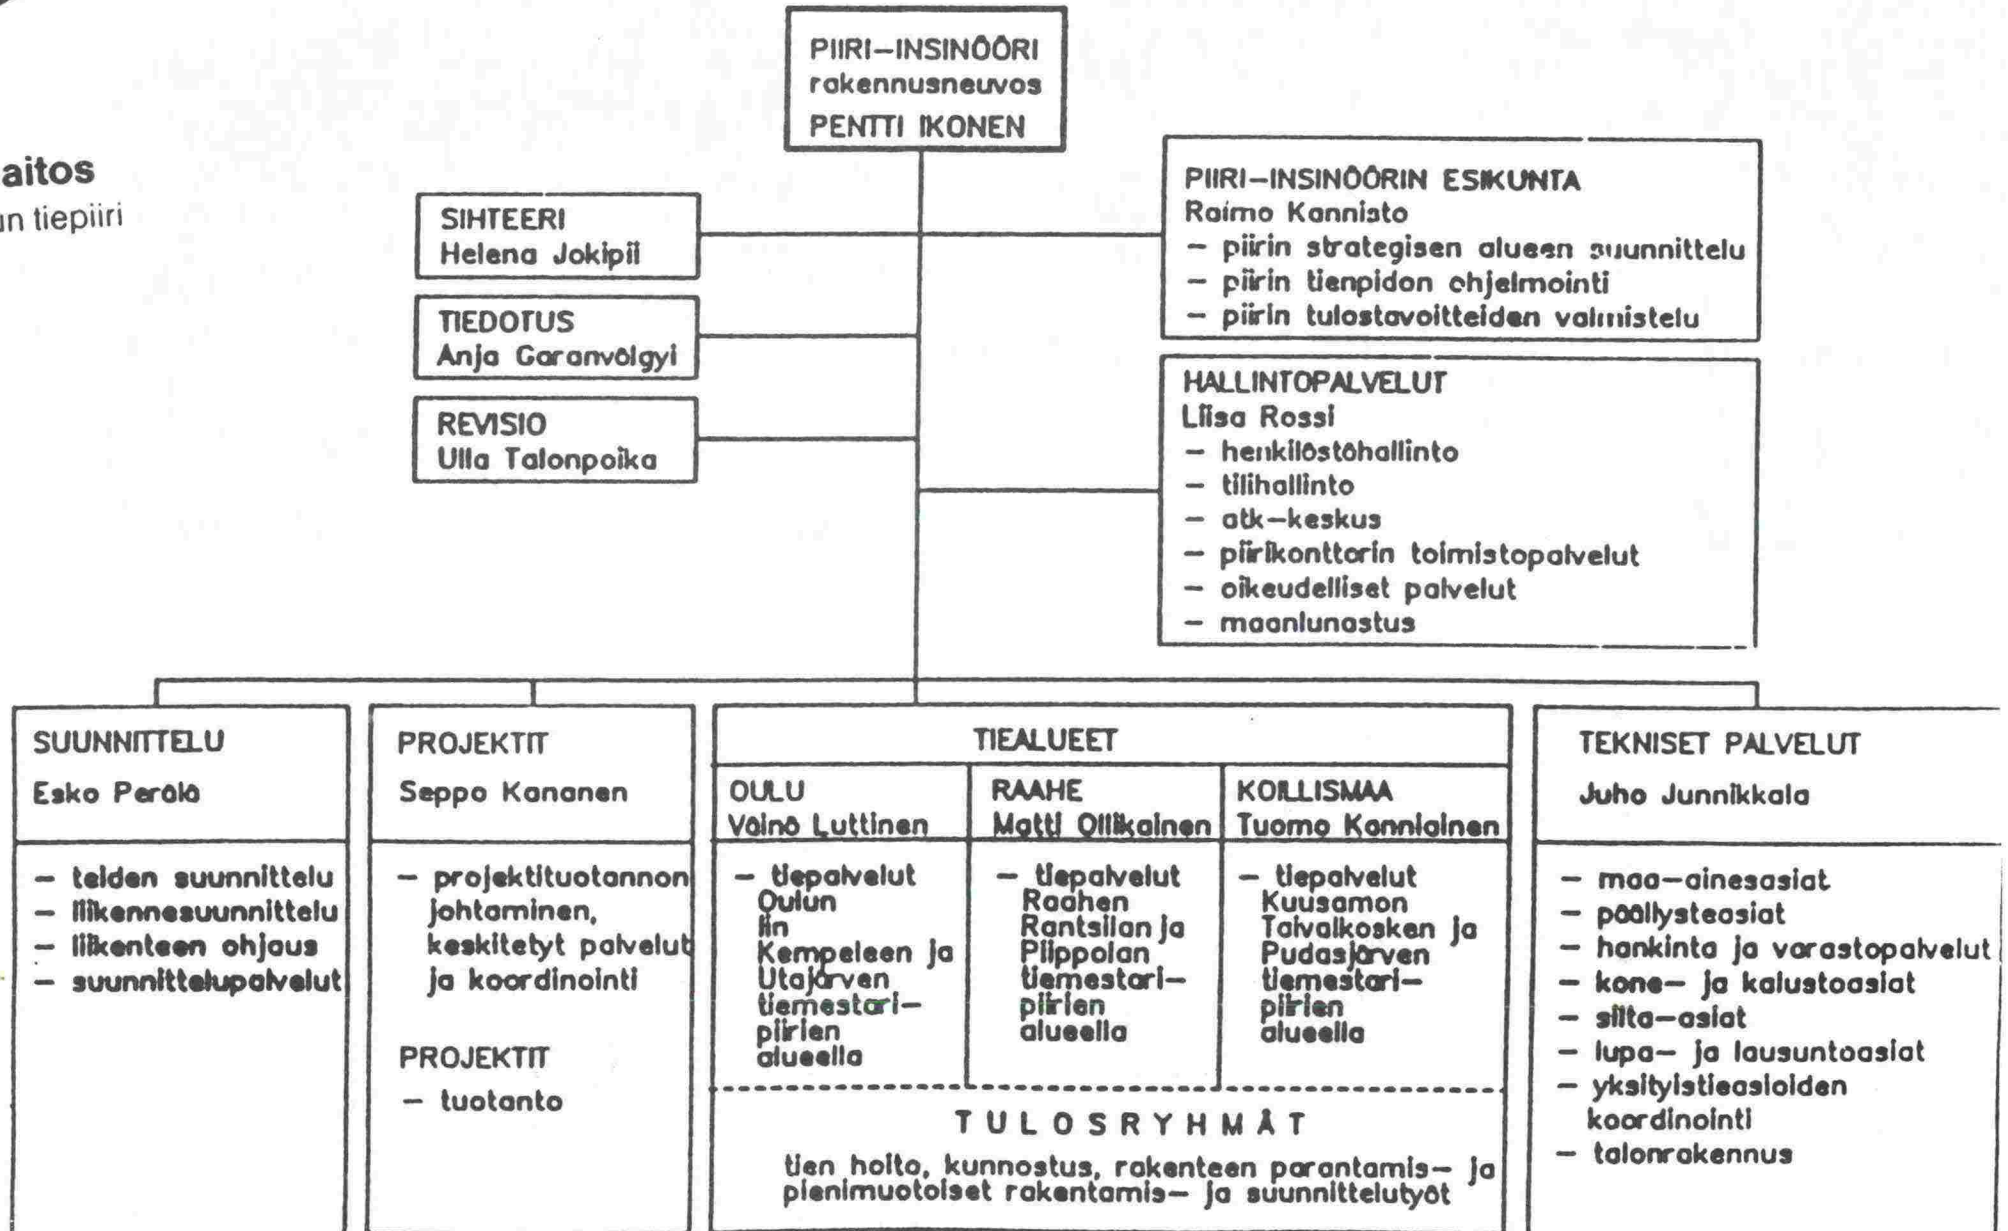 PIIRI-INSINÖÖRI
rakennusneuvos
PENTTI IKONEN
aitos
un tiepiiri
SIHTEERI
Helena Jokipii
TIEDOTUS
Anja Garanvölgyi
REVISIO
Ulla Talonpoika
PIIRI-INSINÖÖRIN ESIKUNTA
Raimo Kannisto
- piirin strategisen alueen suunnittelu
- piirin tienpidon ohjelmointi
- piirin tulostavoitteiden valmistelu
HALLINTOPALVELUT
Liisa Rossi
- henkilöstöhallinto
- tilihallinto
- atk-keskus
- piirikonttorin toimistopalvelut
- oikeudelliset palvelut
- maanlunastus
SUUNNITTELU
Esko Perälä
- teiden suunnittelu
- liikennesuunnittelu
- liikenteen ohjaus
- suunnittelupalvelut
PROJEKTIT
Seppo Kananen
- projektituotannon
johtaminen,
keskitetyt palvelut
ja koordinointi
PROJEKTIT
- tuotanto
TIEALUEET
OULU
Väinö Luttinen
- tiepalvelut
Oulun
Iin
Kempeleen ja
Utajärven
tiemestari-
piirien
alueella
RAAHE
Matti Ollikainen
- tiepalvelut
Raahen
Rantsilan ja
Piippolan
tiemestari-
piirien
alueella
KOILLISMAA
Tuomo Kanniainen
- tiepalvelut
Kuusamon
Taivalkosken ja
Pudasjärven
tiemestari-
piirien
alueella
TULOSRYHMÄT
tien hoito, kunnostus, rakenteen parantamis- ja
pienimuotoiset rakentamis- ja suunnittelutyöt
TEKNISET PALVELUT
Juho Junnikkala
- maa-ainesasiat
- päällysteasiat
- hankinta ja varastopalvelut
- kone- ja kalustoasiat
- silta-asiat
- lupa- ja lausuntoasiat
- yksityistieasioiden
koordinointi
- talonrakennus